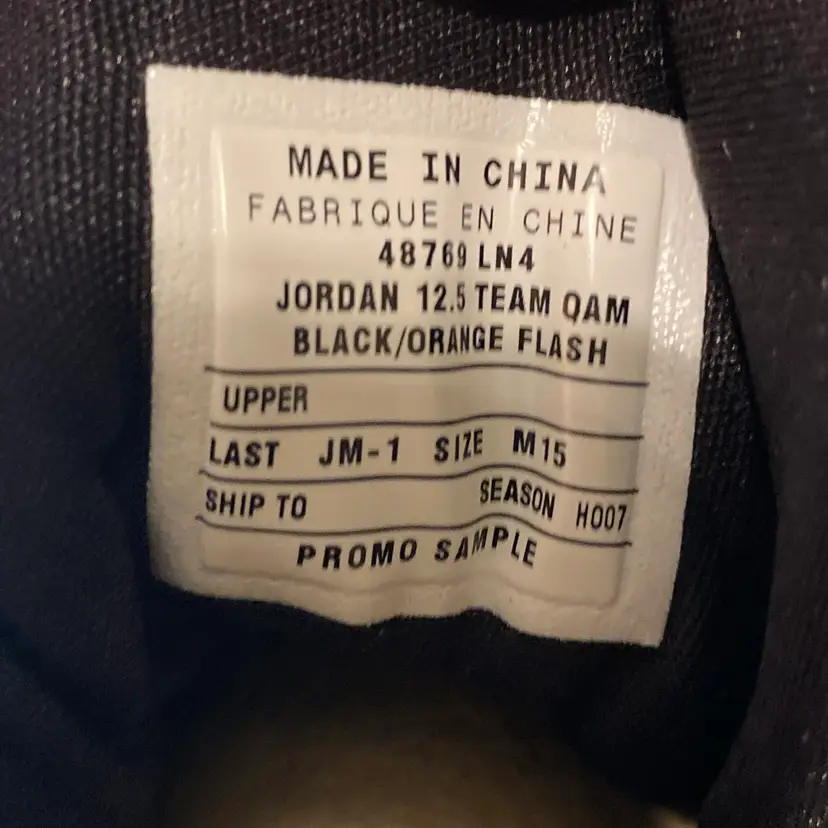 MADE IN CHINA
FABRIQUE EN CHINE
48769 LN4
JORDAN 12.5 TEAM QAM
BLACK/ORANGE FLASH
UPPER
LAST JM-1 SIZE M15
SHIP TO SEASON HO07
PROMO SAMPLE